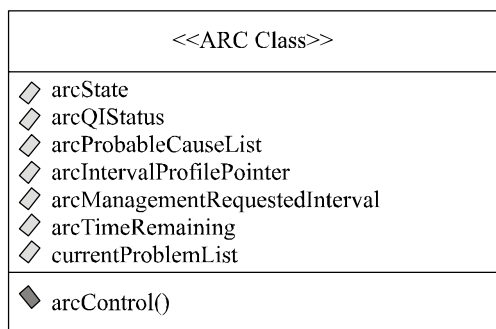 <<ARC Class>>
arcState
arcQIStatus
arcProbableCauseList
arcIntervalProfilePointer
arcManagementRequestedInterval
arcTimeRemaining
currentProblemList
arcControl()